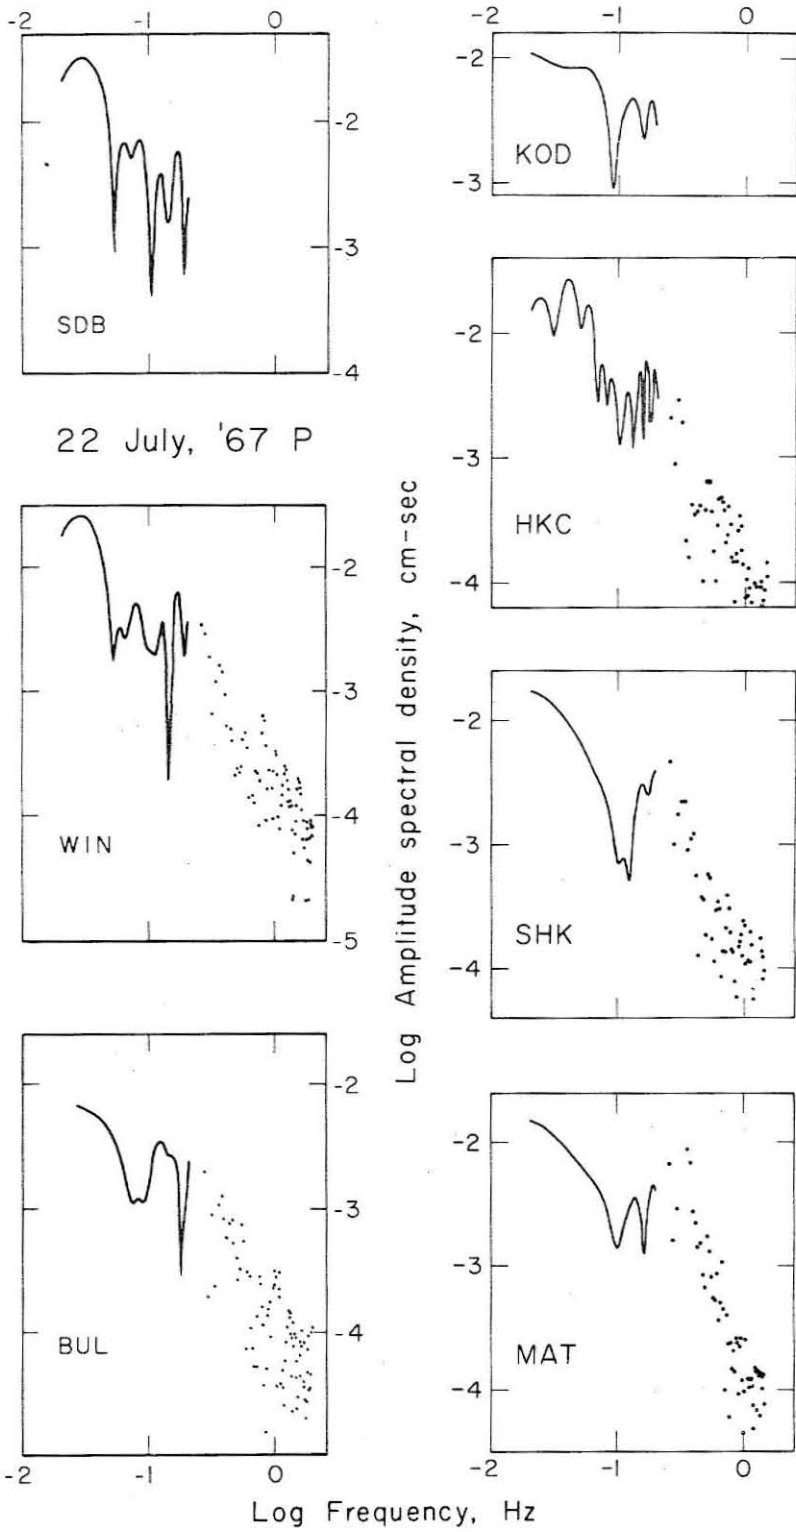 -2 -1 0
-2
-3
-4
SDB
22 July, '67 P
-2
-3
-4
-5
WIN
-2
-3
-4
BUL
-2 -1 0
Log Frequency, Hz
Log Amplitude spectral density, cm-sec
-2 -1 0
-2
-3
KOD
-2
-3
-4
HKC
-2
-3
-4
SHK
-2
-3
-4
MAT
-2 -1 0